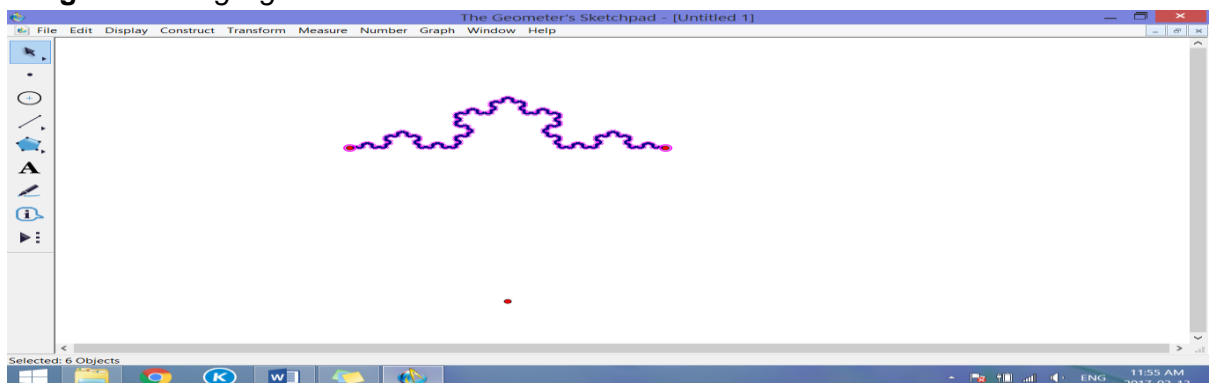 The Geometer's Sketchpad - [Untitled 1]
File Edit Display Construct Transform Measure Number Graph Window Help
A
i
Selected: 6 Objects
K
W
ENG
11:55 AM